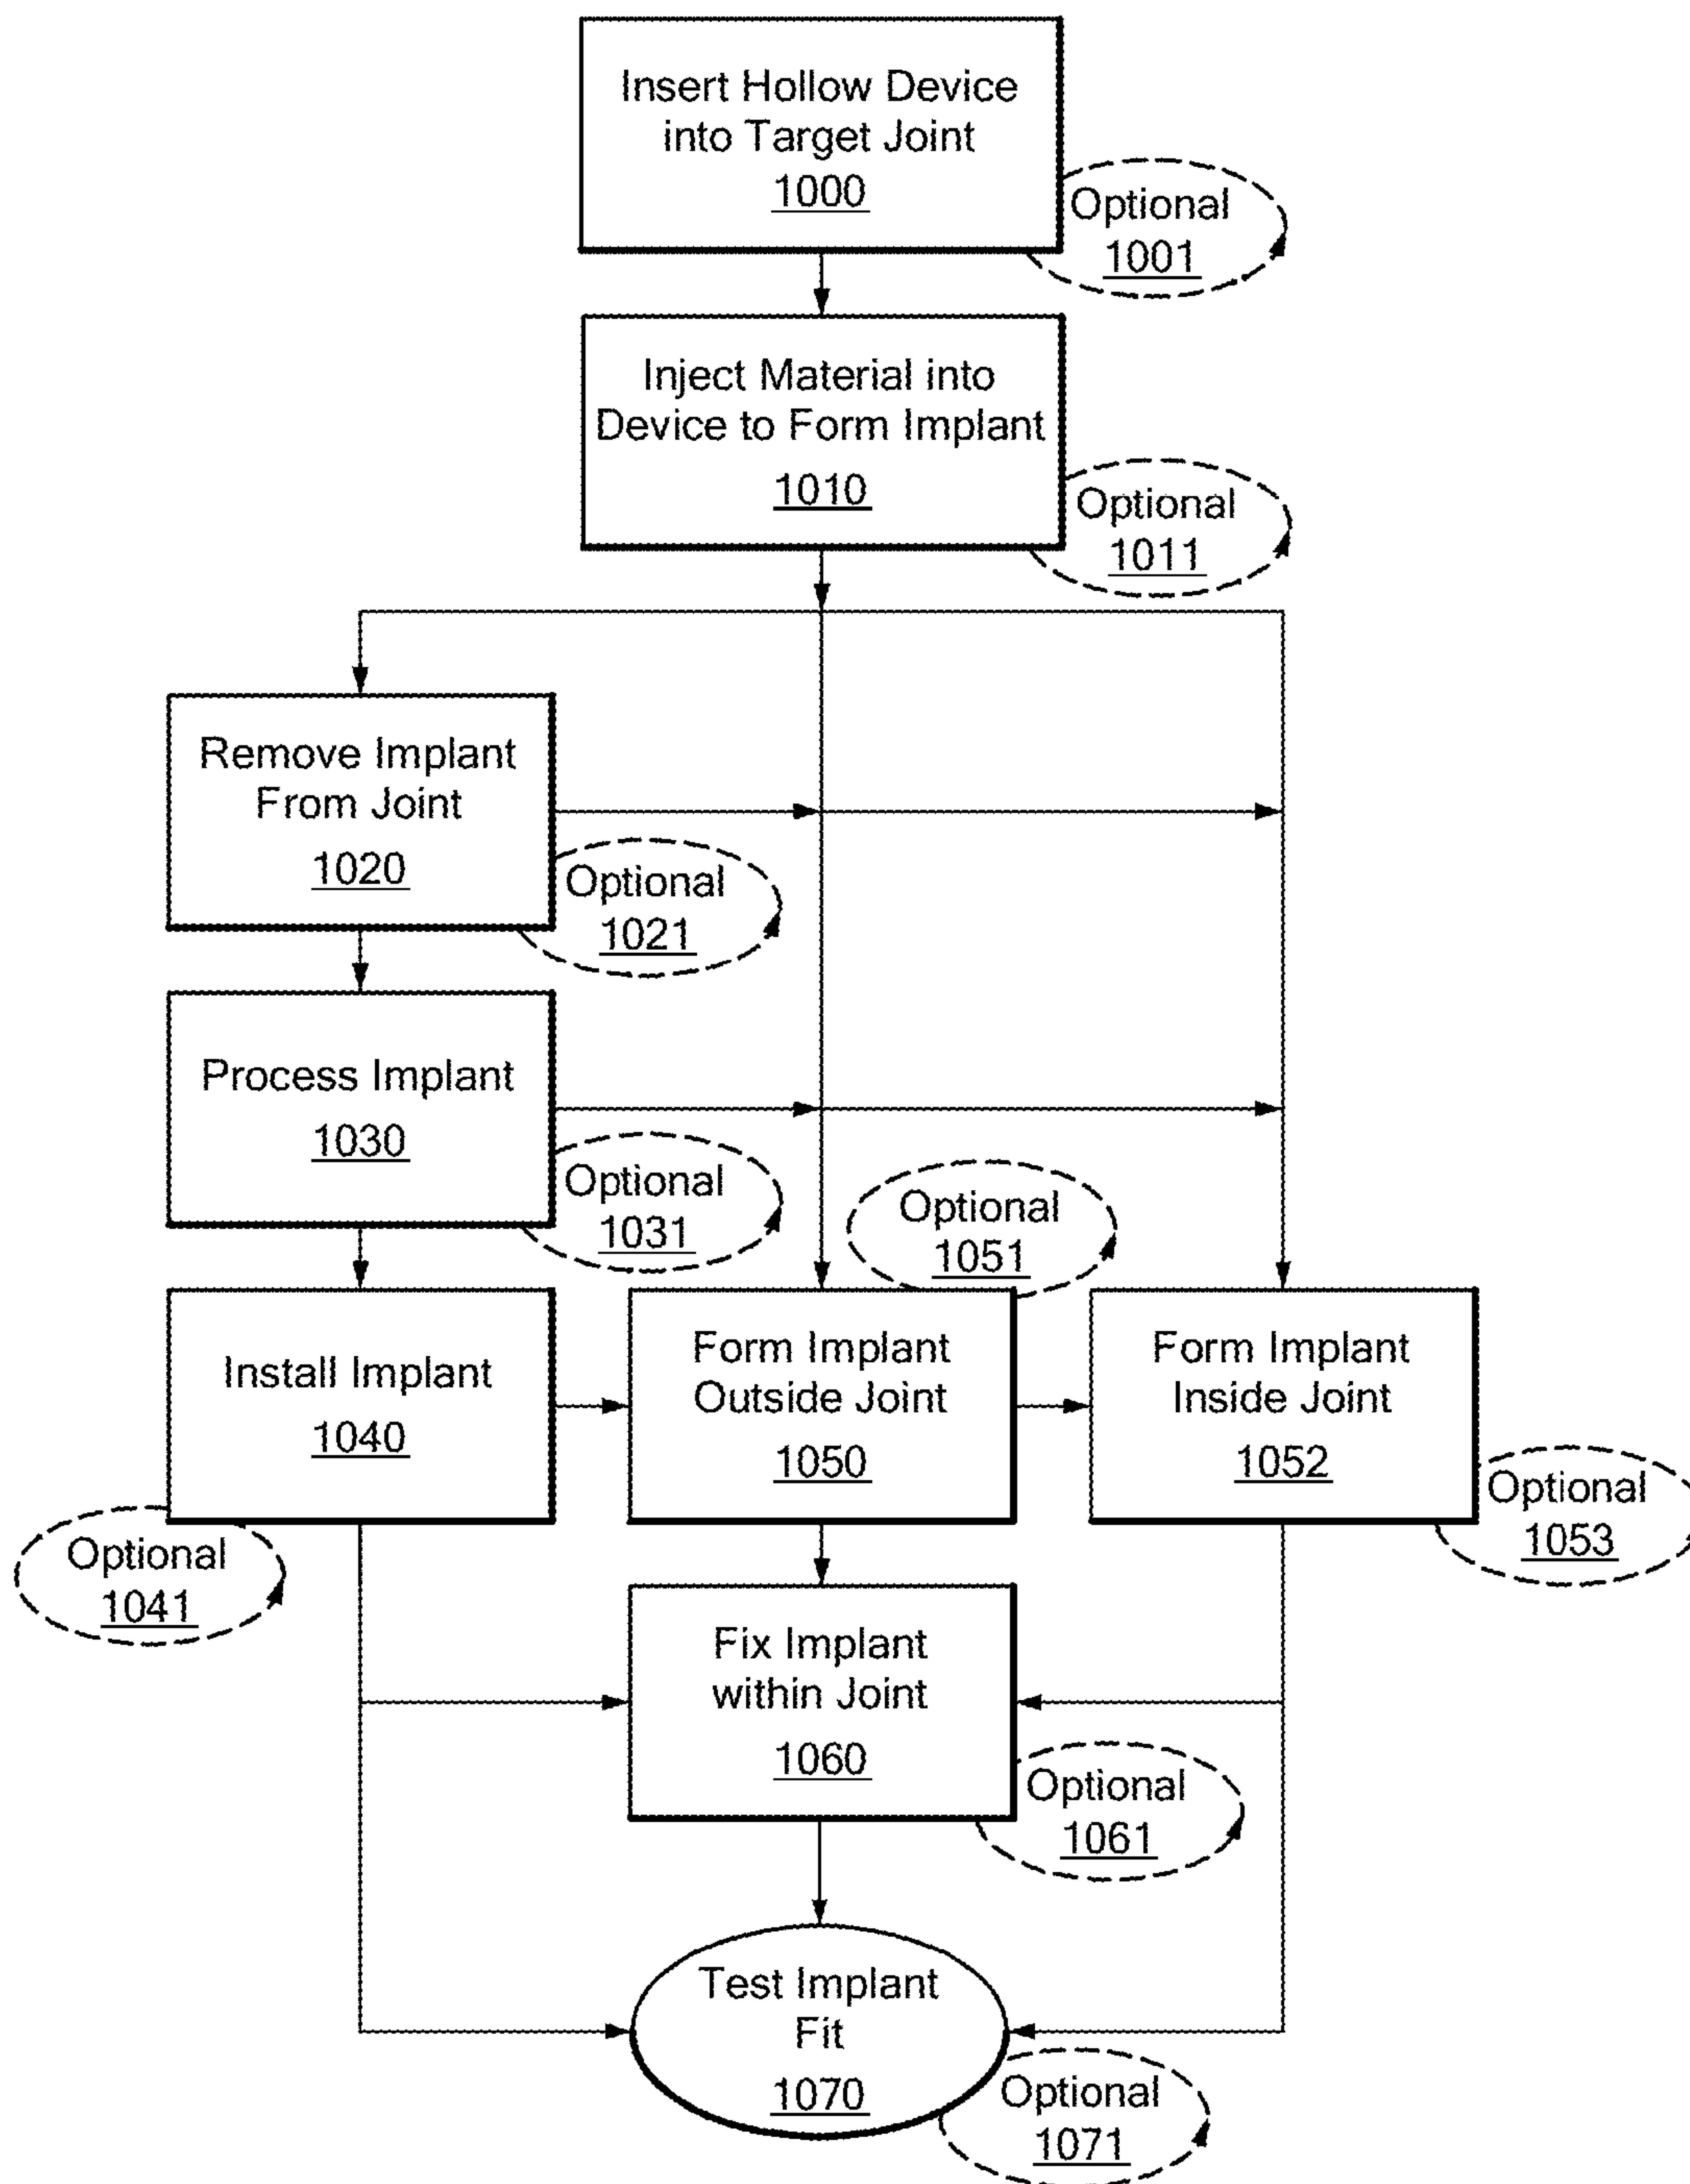 Insert Hollow Device
into Target Joint
1000
Optional
1001
Inject Material into
Device to Form Implant
1010
Optional
1011
Remove Implant
From Joint
1020
Optional
1021
Process Implant
1030
Optional
1031
Optional
1051
Install Implant
1040
Optional
1041
Form Implant
Outside Joint
1050
Form Implant
Inside Joint
1052
Optional
1053
Fix Implant
within Joint
1060
Optional
1061
Test Implant
Fit
1070
Optional
1071